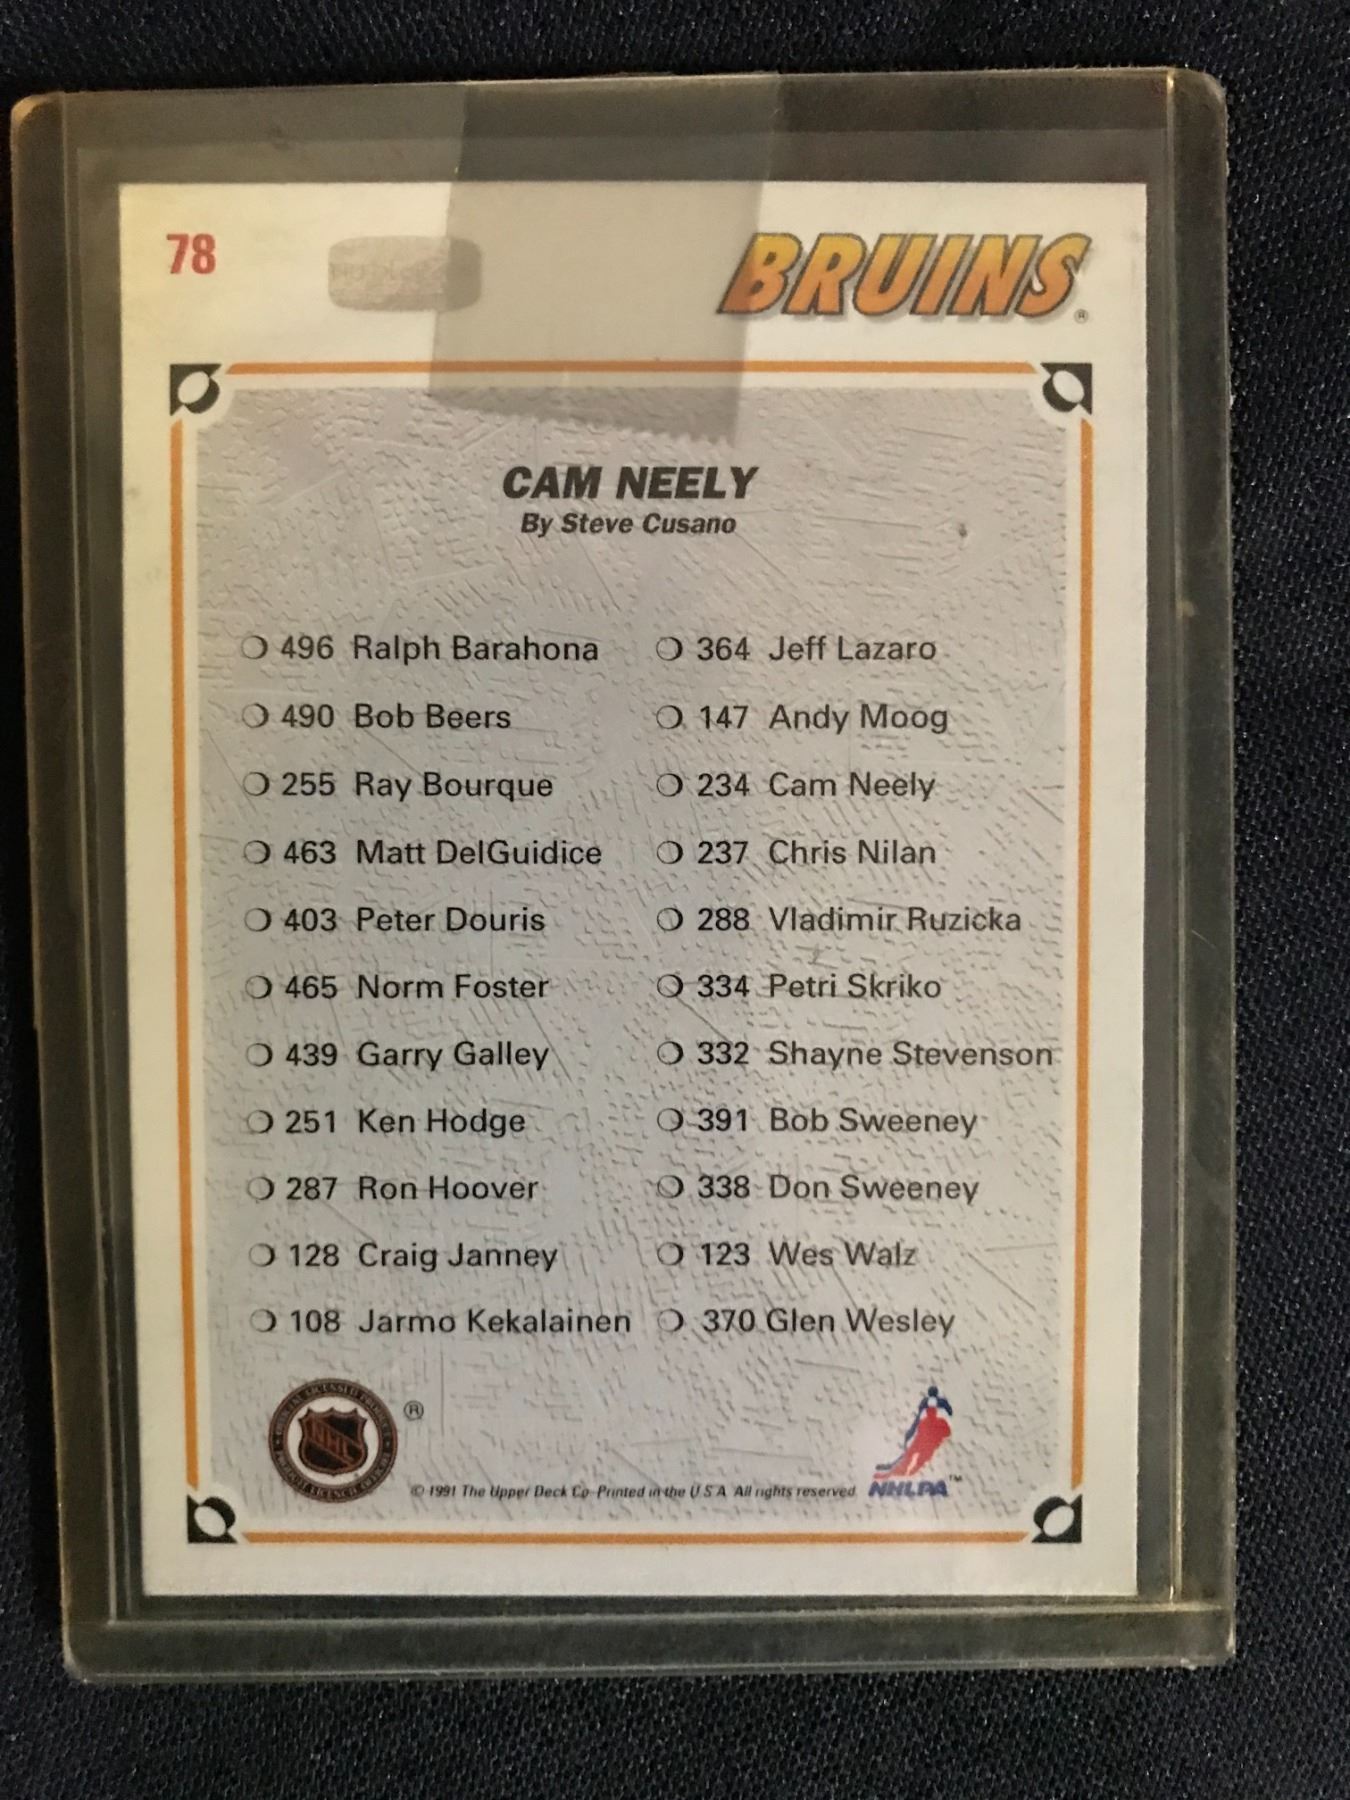 78
BRUINS®
CAM NEELY
By Steve Cusano
❍ 496 Ralph Barahona
❍ 490 Bob Beers
❍ 255 Ray Bourque
❍ 463 Matt DelGuidice
❍ 403 Peter Douris
❍ 465 Norm Foster
❍ 439 Garry Galley
❍ 251 Ken Hodge
❍ 287 Ron Hoover
❍ 128 Craig Janney
❍ 108 Jarmo Kekalainen
❍ 364 Jeff Lazaro
❍ 147 Andy Moog
❍ 234 Cam Neely
❍ 237 Chris Nilan
❍ 288 Vladimir Ruzicka
❍ 334 Petri Skriko
❍ 332 Shayne Stevenson
❍ 391 Bob Sweeney
❍ 338 Don Sweeney
❍ 123 Wes Walz
❍ 370 Glen Wesley
NHL
®
© 1991 The Upper Deck Co. Printed in the U.S.A. All rights reserved.
NHLPA™